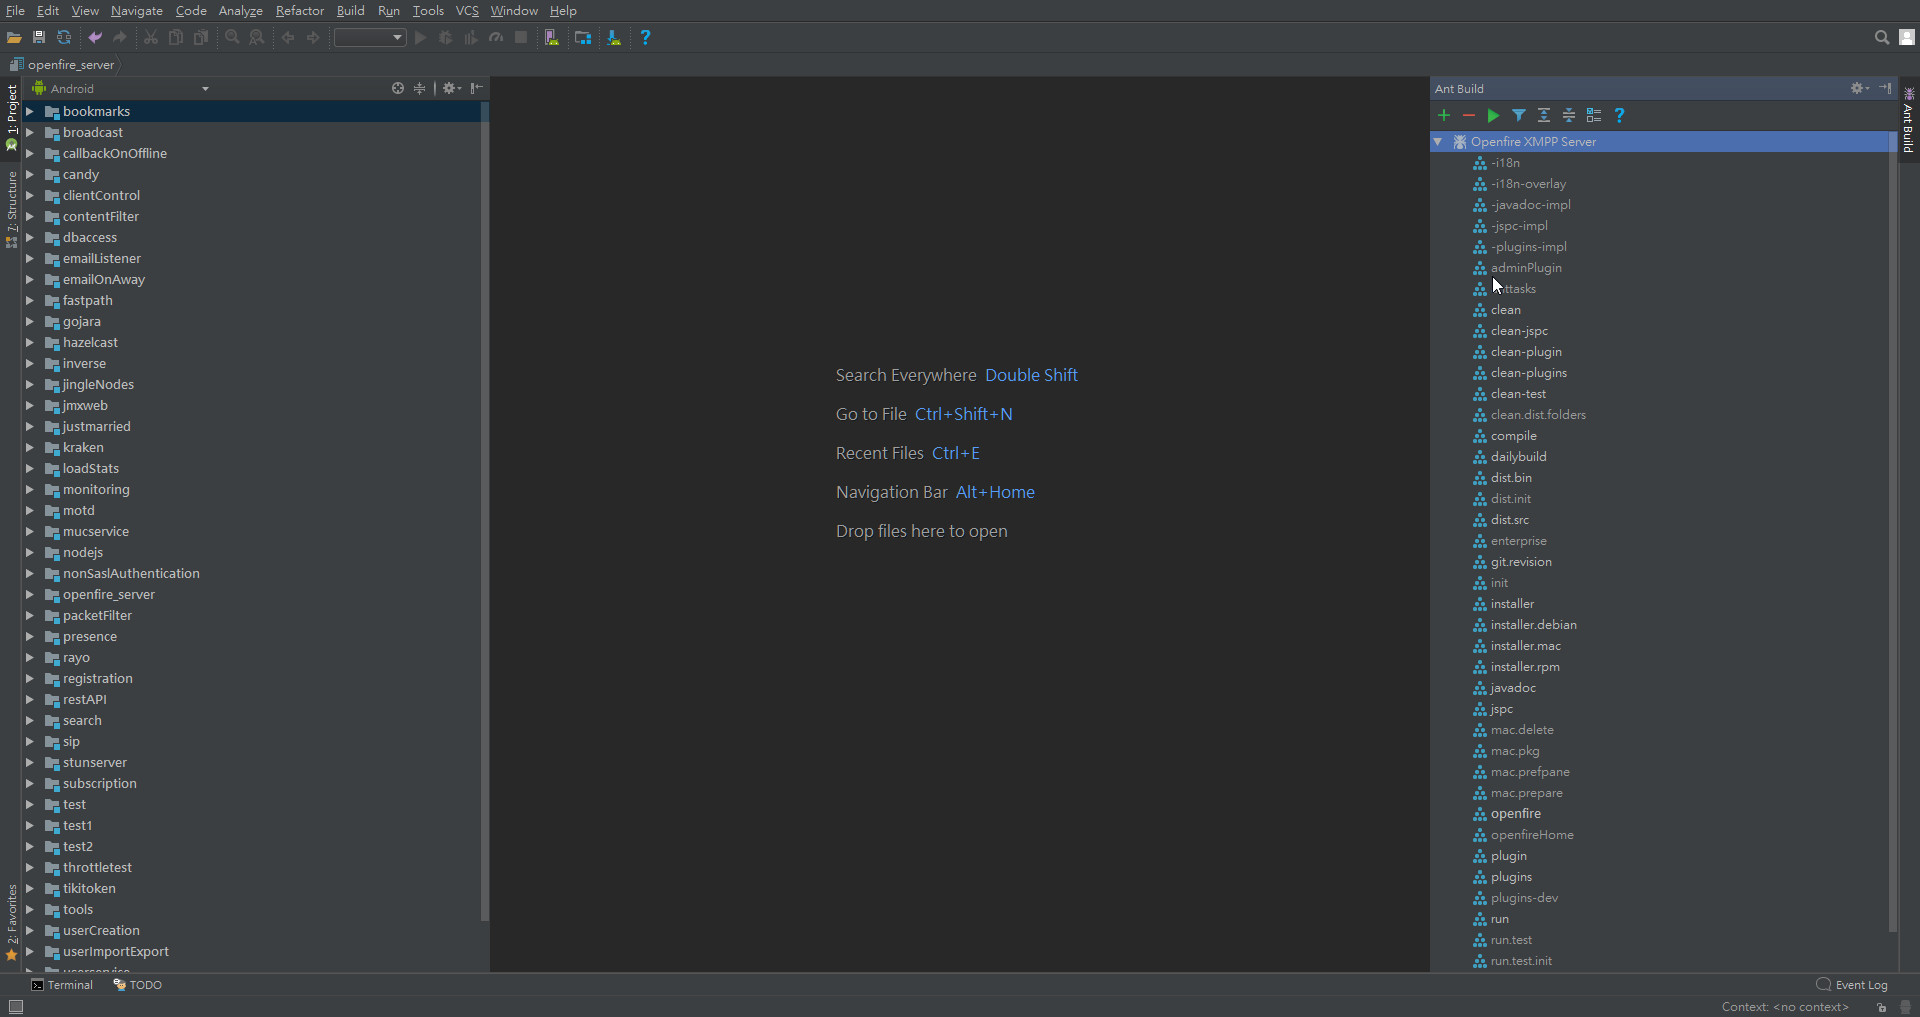 File Edit View Navigate Code Analyze Refactor Build Run Tools VCS Window Help
openfire_server
1: Project
7: Structure
2: Favorites
Android
bookmarks
broadcast
callbackOnOffline
candy
clientControl
contentFilter
dbaccess
emailListener
emailOnAway
fastpath
gojara
hazelcast
inverse
jingleNodes
jmxweb
justmarried
kraken
loadStats
monitoring
motd
mucservice
nodejs
nonSaslAuthentication
openfire_server
packetFilter
presence
rayo
registration
restAPI
search
sip
stunserver
subscription
test
test1
test2
throttletest
tikitoken
tools
userCreation
userImportExport
Search Everywhere Double Shift
Go to File Ctrl+Shift+N
Recent Files Ctrl+E
Navigation Bar Alt+Home
Drop files here to open
Ant Build
Openfire XMPP Server
-i18n
-i18n-overlay
-javadoc-impl
-jspc-impl
-plugins-impl
adminPlugin
clean
clean-jspc
clean-plugin
clean-plugins
clean-test
clean.dist.folders
compile
dailybuild
dist.bin
dist.init
dist.src
enterprise
git.revision
init
installer
installer.debian
installer.mac
installer.rpm
javadoc
jspc
mac.delete
mac.pkg
mac.prefpane
mac.prepare
openfire
openfireHome
plugin
plugins
plugins-dev
run
run.test
run.test.init
Ant Build
Terminal TODO
Event Log
Context: <no context>